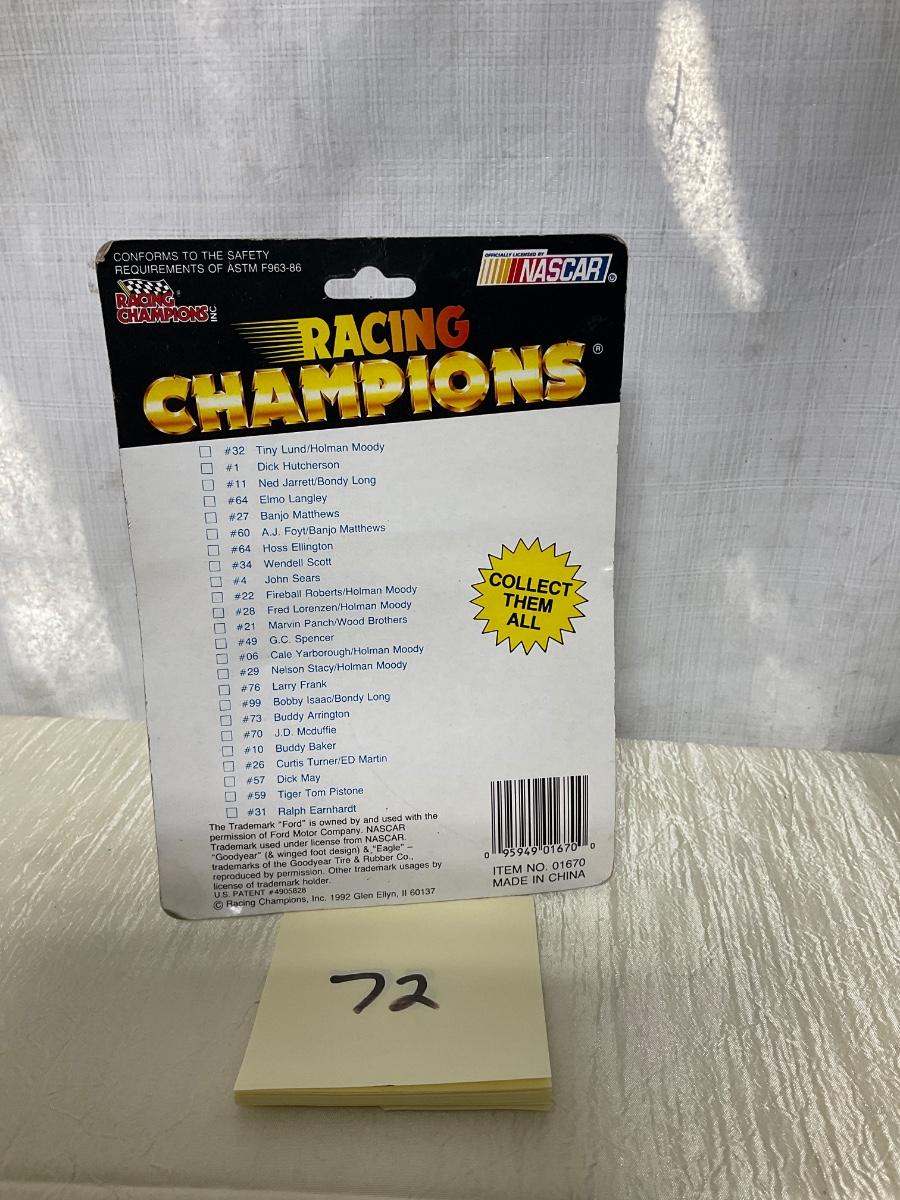 CONFORMS TO THE SAFETY
REQUIREMENTS OF ASTM F963-86
OFFICIALLY LICENSED BY
NASCAR ®
RACING
CHAMPIONS INC
RACING
CHAMPIONS ®
#32 Tiny Lund/Holman Moody
#1 Dick Hutcherson
#11 Ned Jarrett/Bondy Long
#64 Elmo Langley
#27 Banjo Matthews
#60 A.J. Foyt/Banjo Matthews
#64 Hoss Ellington
#34 Wendell Scott
#4 John Sears
#22 Fireball Roberts/Holman Moody
#28 Fred Lorenzen/Holman Moody
#21 Marvin Panch/Wood Brothers
#49 G.C. Spencer
#06 Cale Yarborough/Holman Moody
#29 Nelson Stacy/Holman Moody
#76 Larry Frank
#99 Bobby Isaac/Bondy Long
#73 Buddy Arrington
#70 J.D. Mcduffie
#10 Buddy Baker
#26 Curtis Turner/ED Martin
#57 Dick May
#59 Tiger Tom Pistone
#31 Ralph Earnhardt
COLLECT
THEM
ALL
The Trademark "Ford" is owned by and used with the
permission of Ford Motor Company. NASCAR
Trademark used under license from NASCAR.
"Goodyear" (& winged foot design) & "Eagle" –
trademarks of the Goodyear Tire & Rubber Co.,
reproduced by permission. Other trademark usages by
license of trademark holder.
U.S. PATENT #4905828
© Racing Champions, Inc. 1992 Glen Ellyn, Il 60137
0 95949 01670 0
ITEM NO. 01670
MADE IN CHINA
72